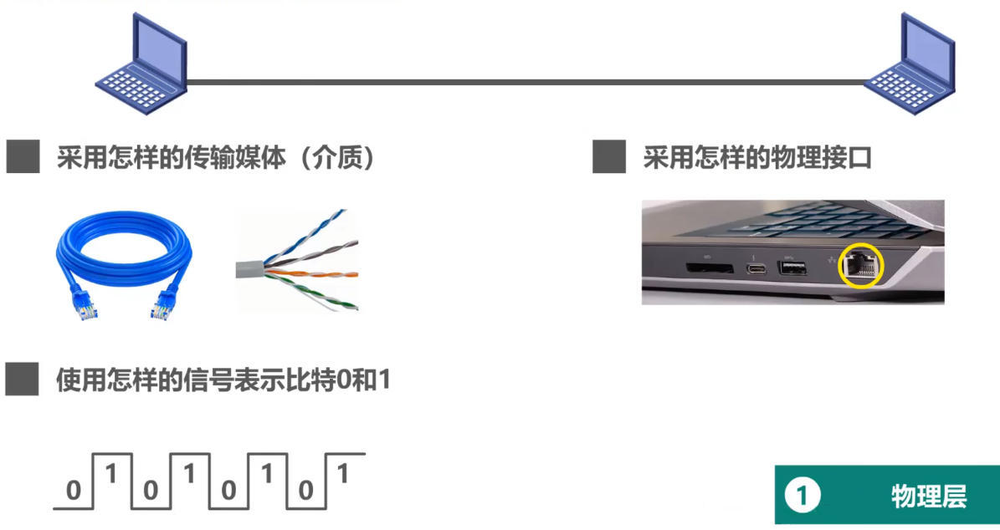 采用怎样的传输媒体（介质）
采用怎样的物理接口
使用怎样的信号表示比特0和1
0 1 0 1 0 1 0 1
1 物理层